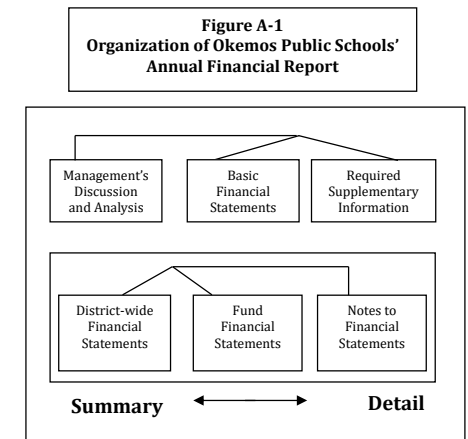 Figure A-1
Organization of Okemos Public Schools’
Annual Financial Report
Management’s
Discussion
and Analysis
Basic
Financial
Statements
Required
Supplementary
Information
District-wide
Financial
Statements
Fund
Financial
Statements
Notes to
Financial
Statements
Summary
Detail